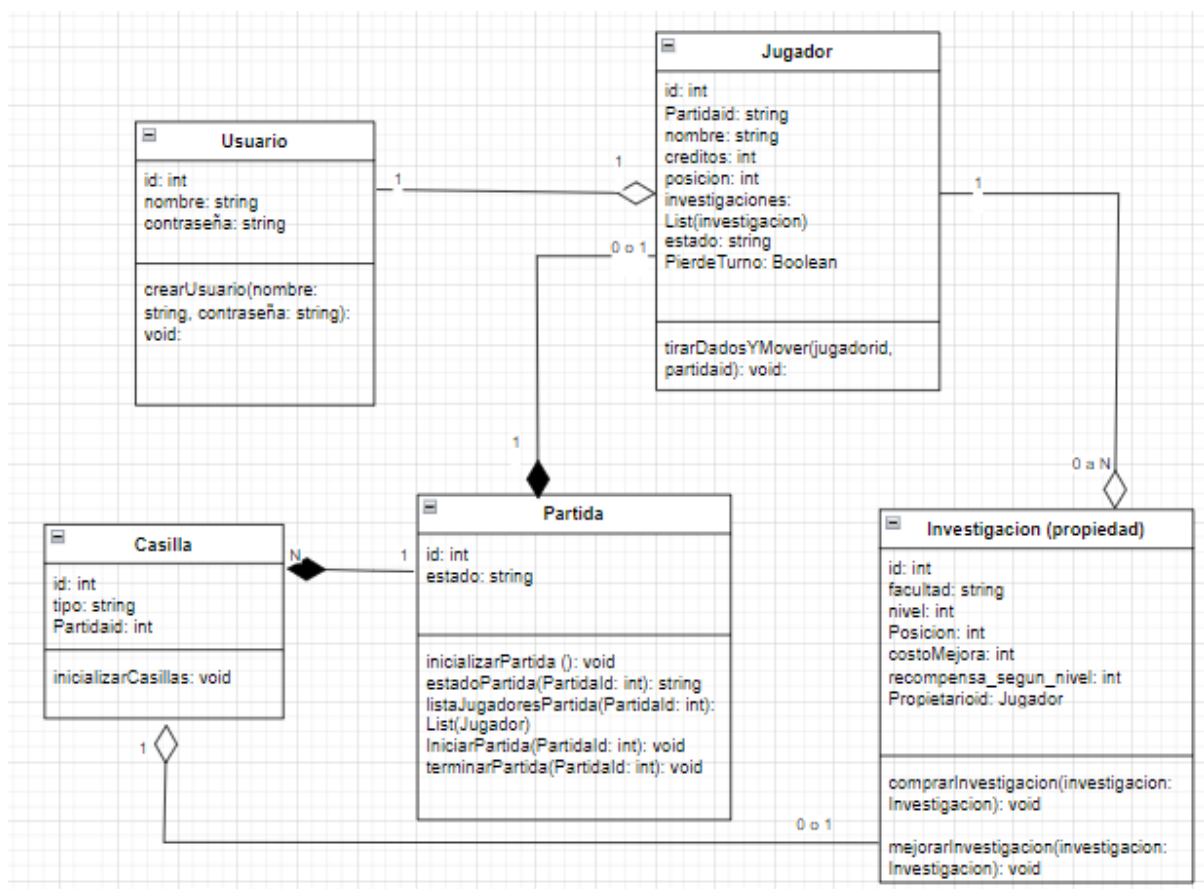 Jugador
id: int
Partidaid: string
nombre: string
creditos: int
posicion: int
investigaciones:
List(investigacion)
estado: string
PierdeTurno: Boolean
tirarDadosYMover(jugadorid,
partidaid): void:
Usuario
id: int
nombre: string
contraseña: string
crearUsuario(nombre:
string, contraseña: string):
void:
1
1
0 o 1
1
1
0 a N
Casilla
id: int
tipo: string
Partidaid: int
inicializarCasillas: void
N
1
Partida
id: int
estado: string
inicializarPartida (): void
estadoPartida(PartidaId: int): string
listaJugadoresPartida(PartidaId: int):
List(Jugador)
IniciarPartida(PartidaId: int): void
terminarPartida(PartidaId: int): void
Investigacion (propiedad)
id: int
facultad: string
nivel: int
Posicion: int
costoMejora: int
recompensa_segun_nivel: int
Propietarioid: Jugador
comprarInvestigacion(investigacion:
Investigacion): void
mejorarInvestigacion(investigacion:
Investigacion): void
1
0 o 1